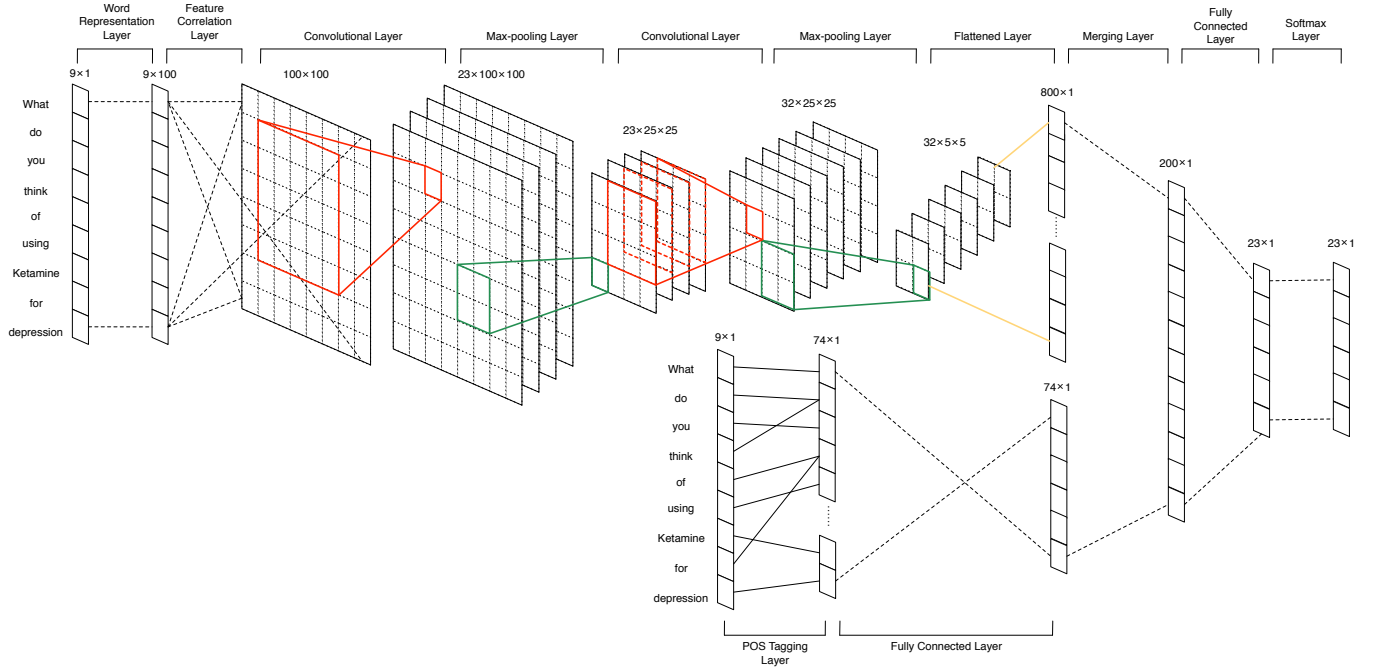 Word
Representation
Layer
Feature
Correlation
Layer
Convolutional Layer
Max-pooling Layer
Convolutional Layer
Max-pooling Layer
Flattened Layer
Merging Layer
Fully
Connected
Layer
Softmax
Layer
9×1
9×100
100×100
23×100×100
23×25×25
32×25×25
32×5×5
800×1
200×1
23×1
23×1
What
do
you
think
of
using
Ketamine
for
depression
9×1
74×1
74×1
What
do
you
think
of
using
Ketamine
for
depression
POS Tagging
Layer
Fully Connected Layer